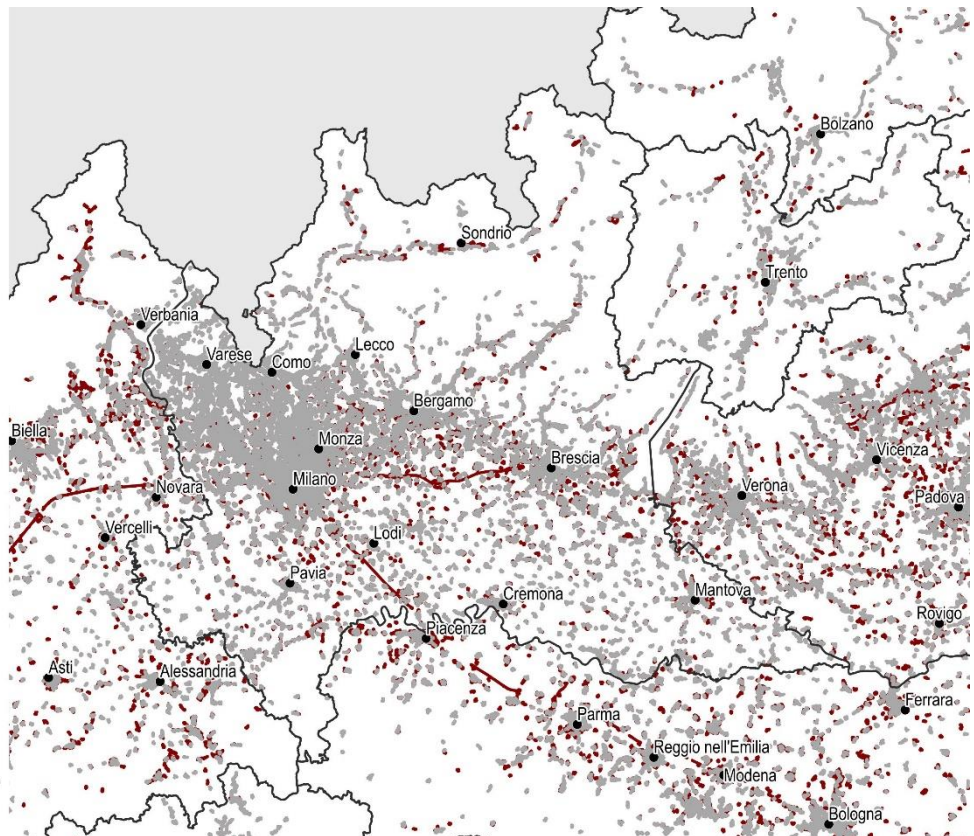 Bolzano
Sondrio
Trento
Verbania
Varese
Como
Lecco
Bergamo
Biella
Monza
Brescia
Vicenza
Milano
Novara
Verona
Padova
Vercelli
Lodi
Pavia
Cremona
Mantova
Rovigo
Piacenza
Asti
Alessandria
Parma
Ferrara
Reggio nell'Emilia
Modena
Bologna